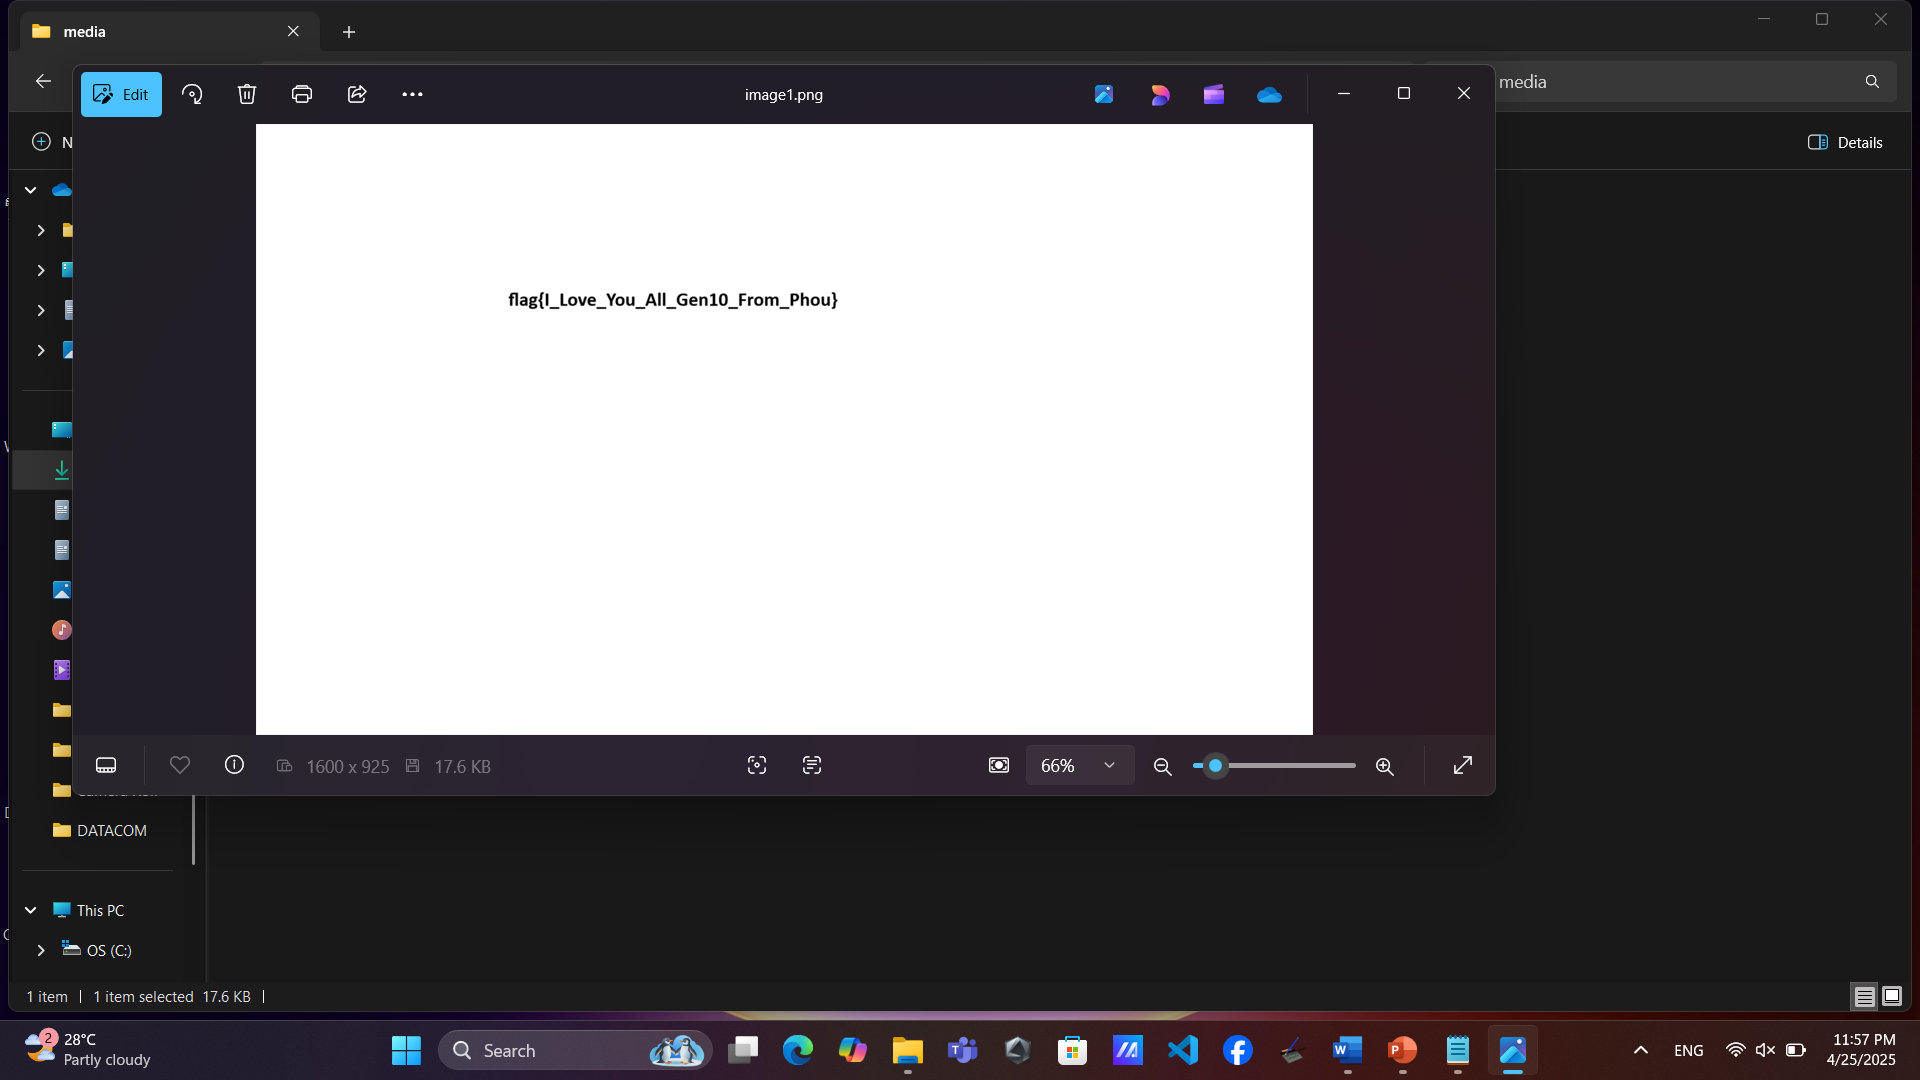 media
Edit
image1.png
media
N
Details
flag{I_Love_You_All_Gen10_From_Phou}
1600 x 925
17.6 KB
66%
DATACOM
This PC
OS (C:)
1 item
1 item selected 17.6 KB
2
28°C
Partly cloudy
Search
ENG
11:57 PM
4/25/2025